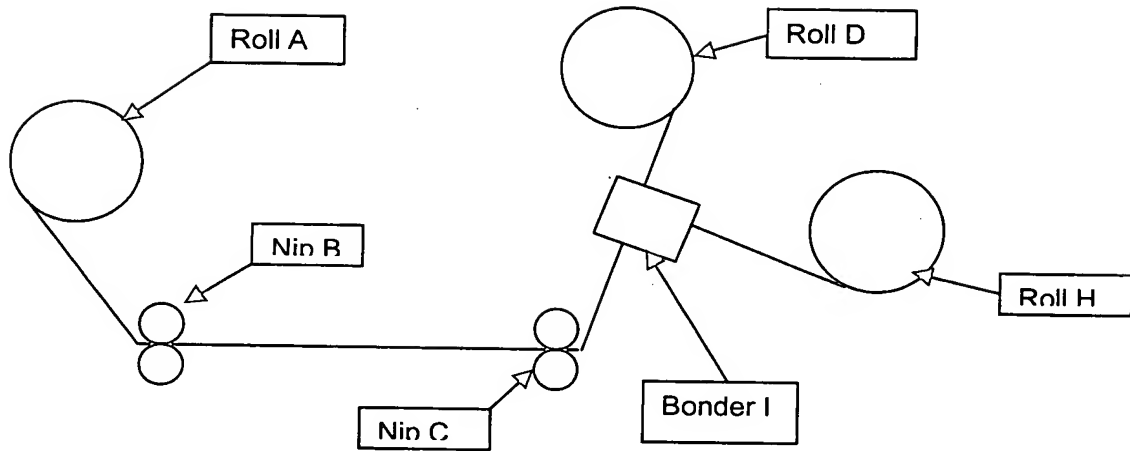 Roll A
Roll D
Nip B
Roll H
Nip C
Bonder I